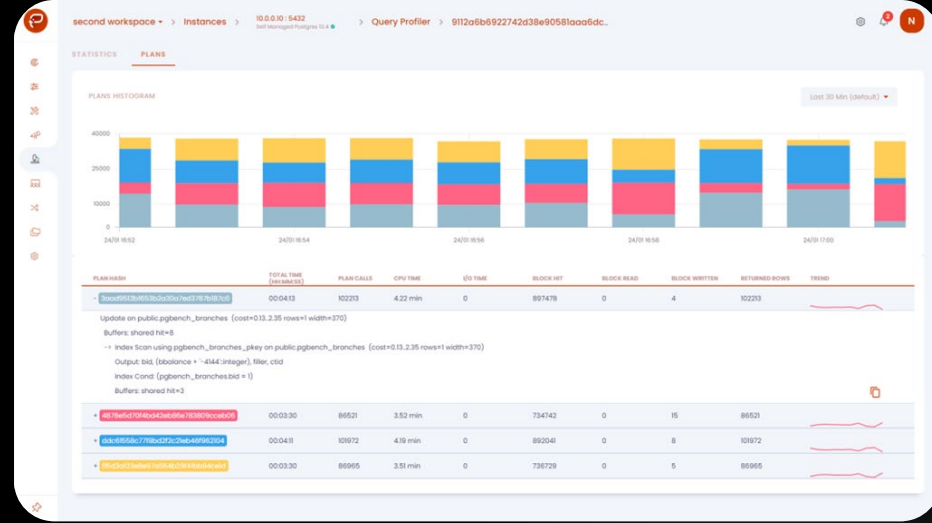 second workspace > Instances > 10.0.0.10 : 5432 > Query Profiler > 9112a6b6922742d38e90581aaa6dc..
Self Managed Postgres 12.4
N
STATISTICS PLANS
PLANS HISTOGRAM
Last 30 Min (default)
40000
25000
10000
0
24/01 16:52 24/01 16:54 24/01 16:56 24/01 16:58 24/01 17:00
PLAN HASH TOTAL TIME (HH:MM:SS) PLAN CALLS CPU TIME I/O TIME BLOCK HIT BLOCK READ BLOCK WRITTEN RETURNED ROWS TREND
- 00:04:13 102213 4.22 min 0 897478 0 4 102213
Update on public.pgbench_branches (cost=0.13..2.35 rows=1 width=370)
Buffers: shared hit=8
-> Index Scan using pgbench_branches_pkey on public.pgbench_branches (cost=0.13..2.35 rows=1 width=370)
Output: bid, (bbalance + '-4144'::integer), filler, ctid
Index Cond: (pgbench_branches.bid = 1)
Buffers: shared hit=3
+ 00:03:30 86521 3.52 min 0 734742 0 15 86521
+ 00:04:11 101972 4.19 min 0 892041 0 8 101972
+ 00:03:30 86965 3.51 min 0 736729 0 5 86965